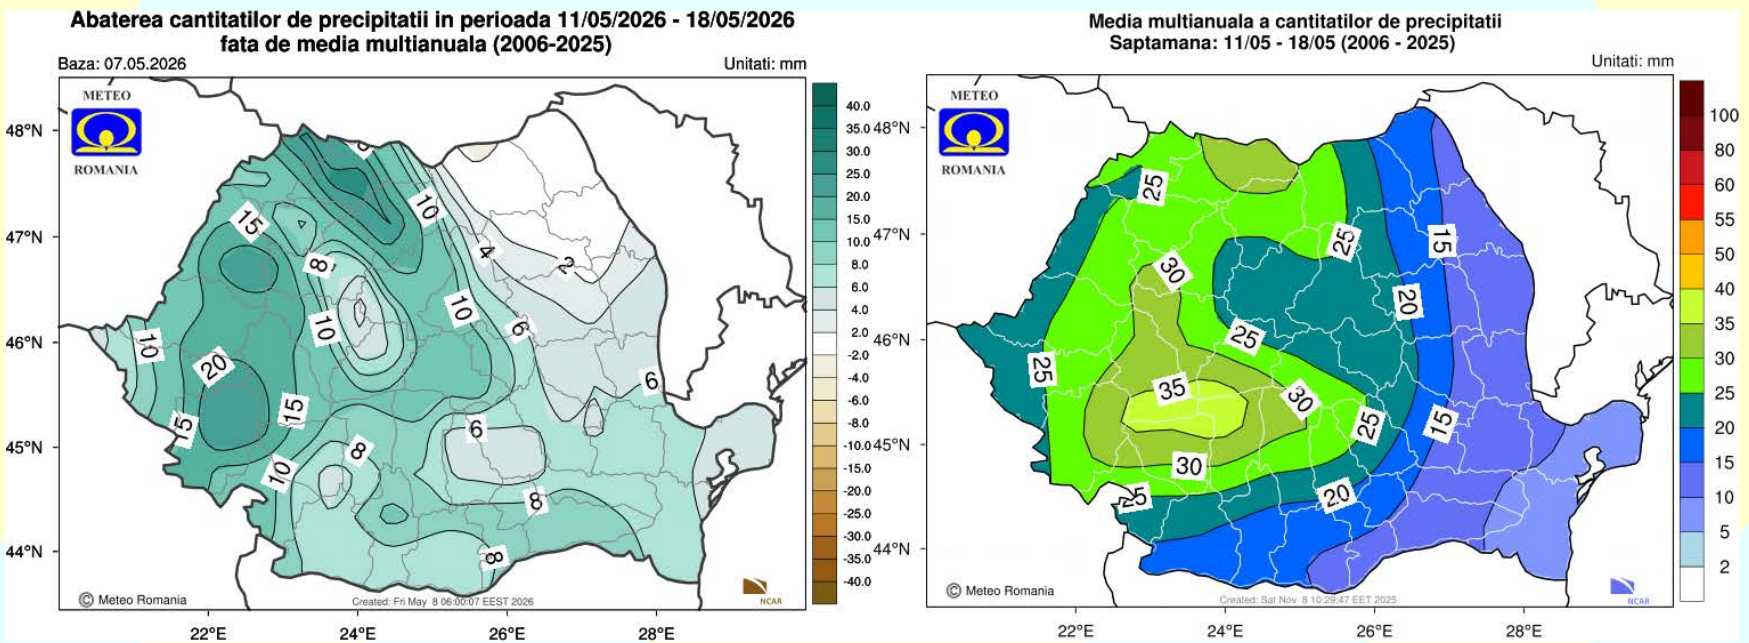 Abaterea cantitatilor de precipitatii in perioada 11/05/2026 - 18/05/2026
fata de media multianuala (2006-2025)
Baza: 07.05.2026
Unitati: mm
METEO
ROMANIA
48°N
47°N
46°N
45°N
44°N
22°E
24°E
26°E
28°E
15
10
8
4
2
10
10
10
6
20
15
15
6
6
8
10
8
8
40.0
35.0
30.0
25.0
20.0
15.0
10.0
8.0
6.0
4.0
2.0
-2.0
-4.0
-6.0
-8.0
-10.0
-15.0
-20.0
-25.0
-30.0
-35.0
-40.0
© Meteo Romania
Created: Fri May 8 06:00:07 EEST 2026
NCAR
Media multianuala a cantitatilor de precipitatii
Saptamana: 11/05 - 18/05 (2006 - 2025)
Unitati: mm
METEO
ROMANIA
48°N
47°N
46°N
45°N
44°N
22°E
24°E
26°E
28°E
25
25
15
30
20
25
25
35
30
25
15
30
25
20
100
80
60
55
50
40
35
30
25
20
15
10
5
2
© Meteo Romania
Created: Sat Nov 8 10:29:47 EET 2025
NCAR